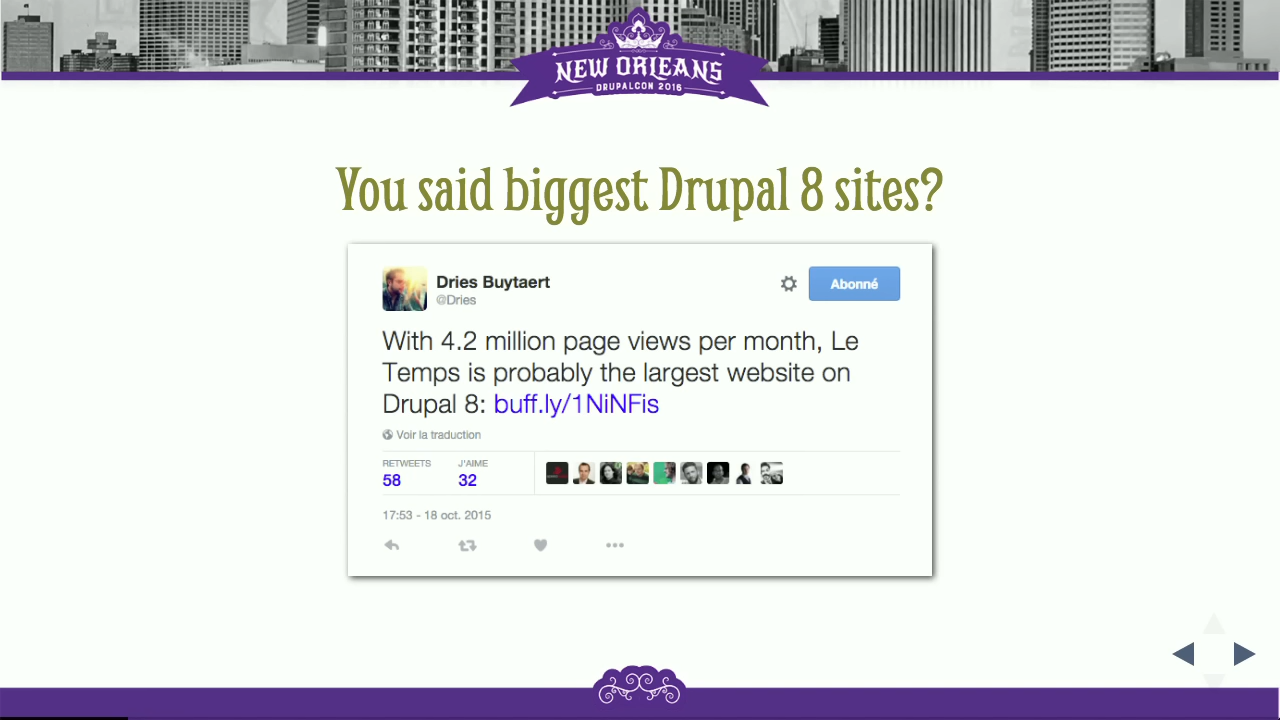 NEW ORLEANS
DRUPALCON 2016
You said biggest Drupal 8 sites?
Dries Buytaert
@Dries
Abonné
With 4.2 million page views per month, Le
Temps is probably the largest website on
Drupal 8: buff.ly/1NiNFis
Voir la traduction
RETWEETS J'AIME
58 32
17:53 - 18 oct. 2015